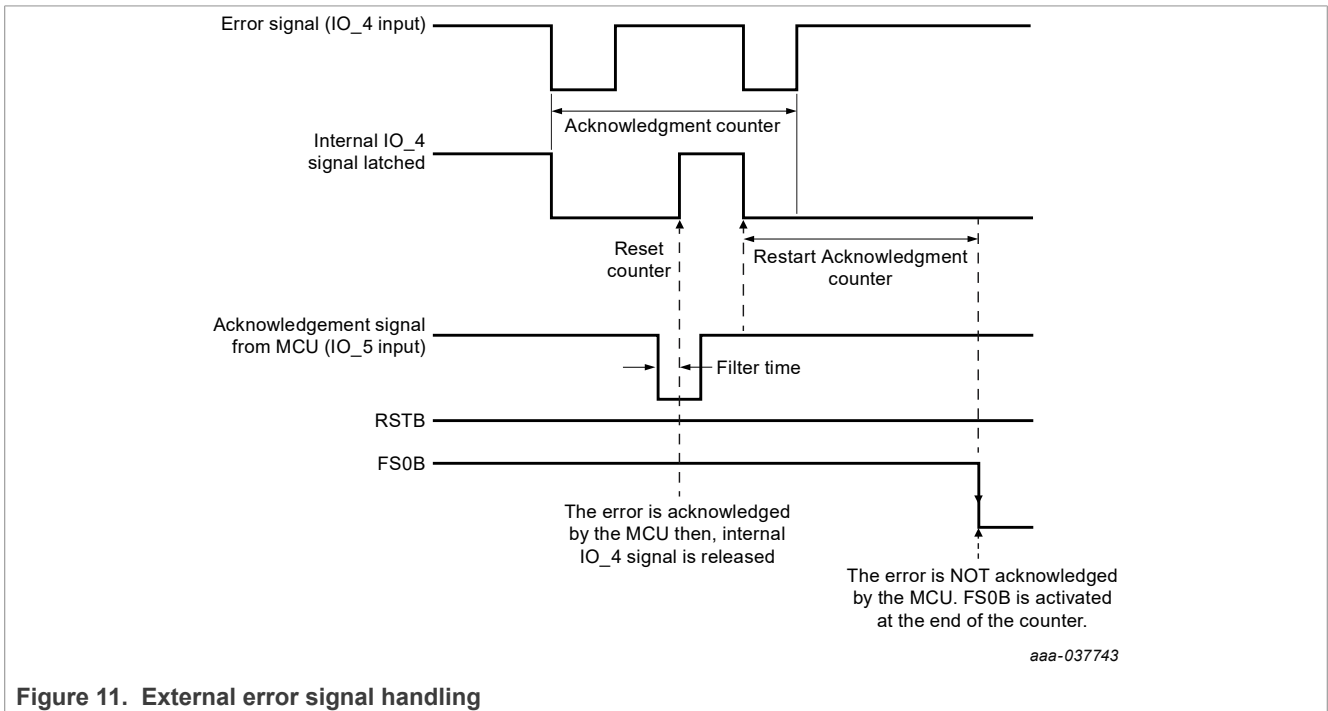 Error signal (IO_4 input)
Acknowledgment counter
Internal IO_4
signal latched
Reset
counter
Restart Acknowledgment
counter
Acknowledgement signal
from MCU (IO_5 input)
Filter time
RSTB
FS0B
The error is acknowledged
by the MCU then, internal
IO_4 signal is released
The error is NOT acknowledged
by the MCU. FS0B is activated
at the end of the counter.
aaa-037743
Figure 11. External error signal handling